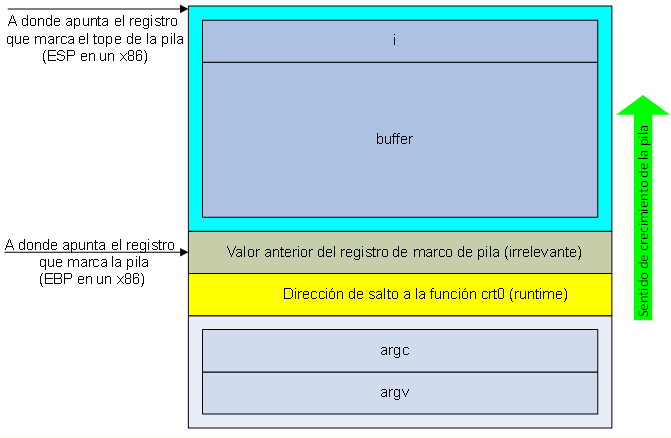 A donde apunta el registro
que marca el tope de la pila
(ESP en un x86)
i
buffer
Sentido de crecimiento de la pila
A donde apunta el registro
que marca la pila
(EBP en un x86)
Valor anterior del registro de marco de pila (irrelevante)
Dirección de salto a la función crt0 (runtime)
argc
argv